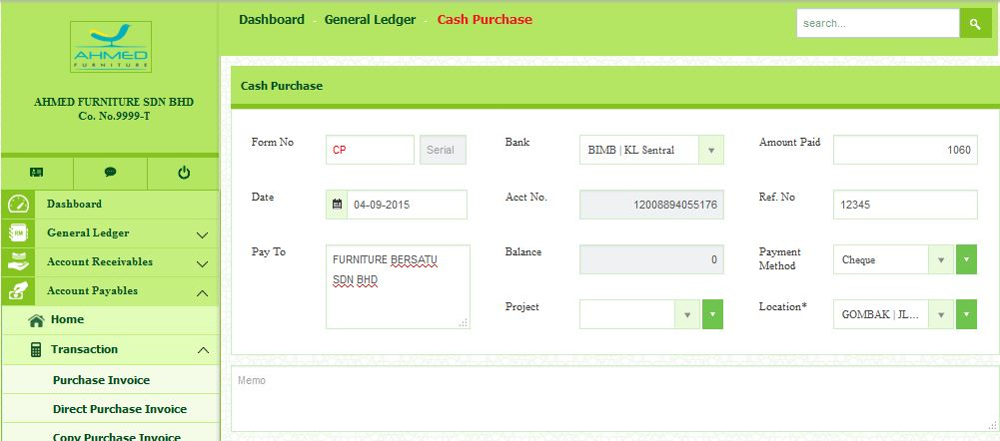 AHMED
FURNITURE
AHMED FURNITURE SDN BHD
Co. No.9999-T
RM
Dashboard
General Ledger
Account Receivables
Account Payables
Home
Transaction
Purchase Invoice
Direct Purchase Invoice
Copy Purchase Invoice
Dashboard - General Ledger - Cash Purchase
search...
Cash Purchase
Form No CP Serial Bank BIMB | KL Sentral Amount Paid 1060
Date 04-09-2015 Acct No. 12008894055176 Ref. No 12345
Pay To FURNITURE BERSATU
SDN BHD
Balance 0 Payment
Method Cheque
Project Location* GOMBAK | JL...
Memo